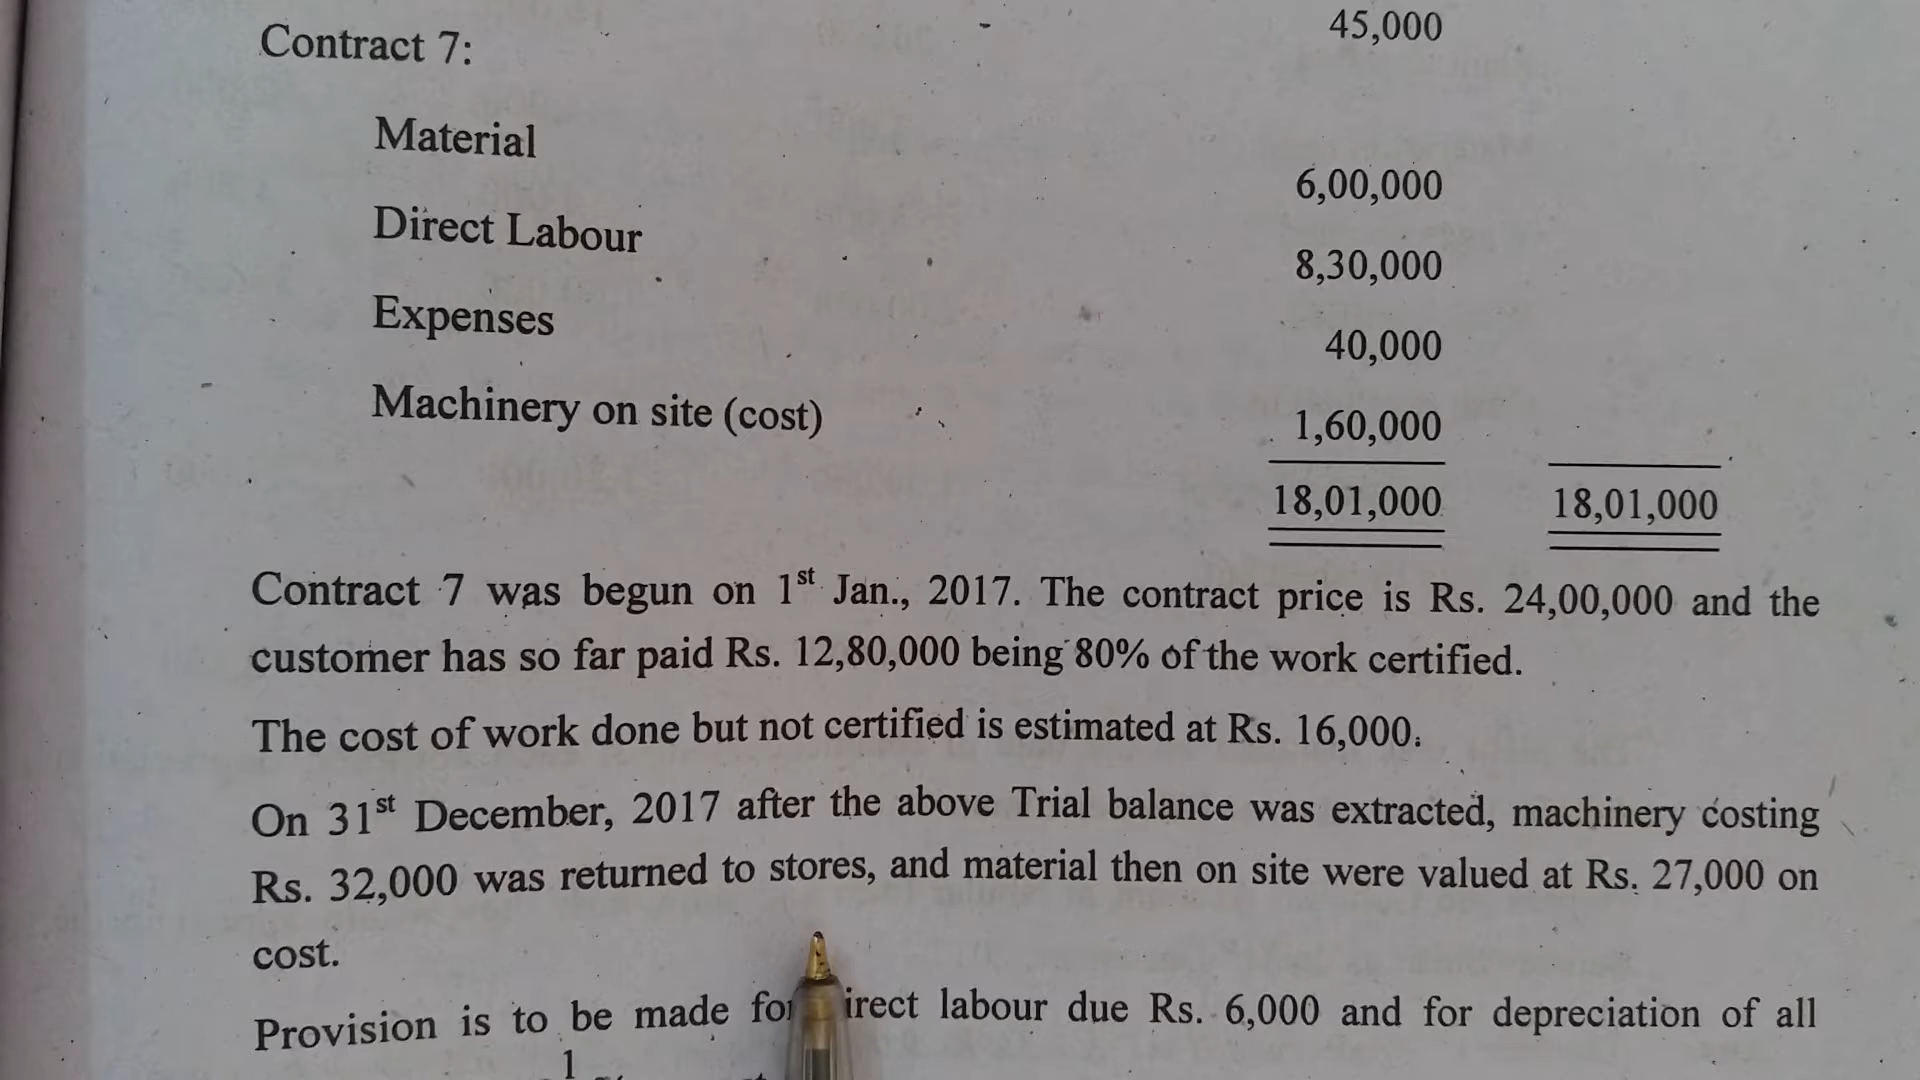 45,000
Contract 7:
Material 6,00,000
Direct Labour 8,30,000
Expenses 40,000
Machinery on site (cost) 1,60,000
18,01,000 18,01,000
Contract 7 was begun on 1st Jan., 2017. The contract price is Rs. 24,00,000 and the
customer has so far paid Rs. 12,80,000 being 80% of the work certified.
The cost of work done but not certified is estimated at Rs. 16,000.
On 31st December, 2017 after the above Trial balance was extracted, machinery costing
Rs. 32,000 was returned to stores, and material then on site were valued at Rs. 27,000 on
cost.
Provision is to be made labour due Rs. 6,000 and for depreciation of all
1